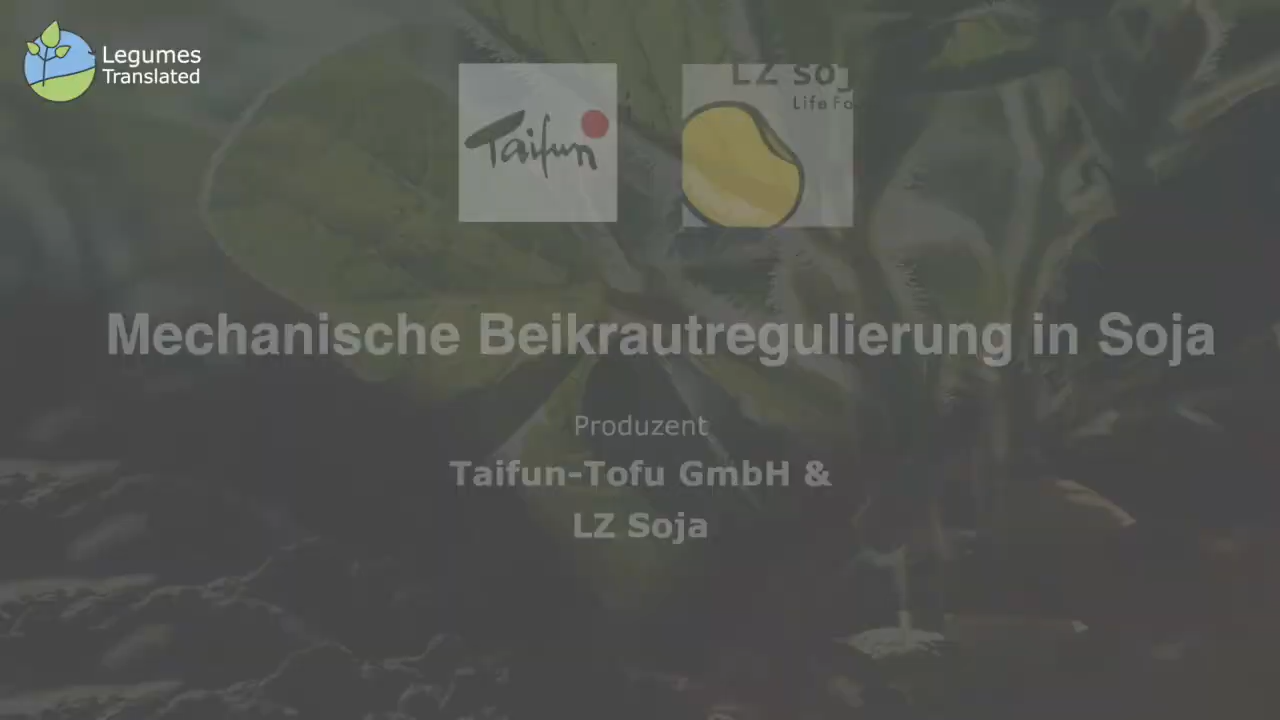 Legumes
Translated
Taifun
LZ Soj
Life Fo
Mechanische Beikrautregulierung in Soja
Produzent
Taifun-Tofu GmbH &
LZ Soja